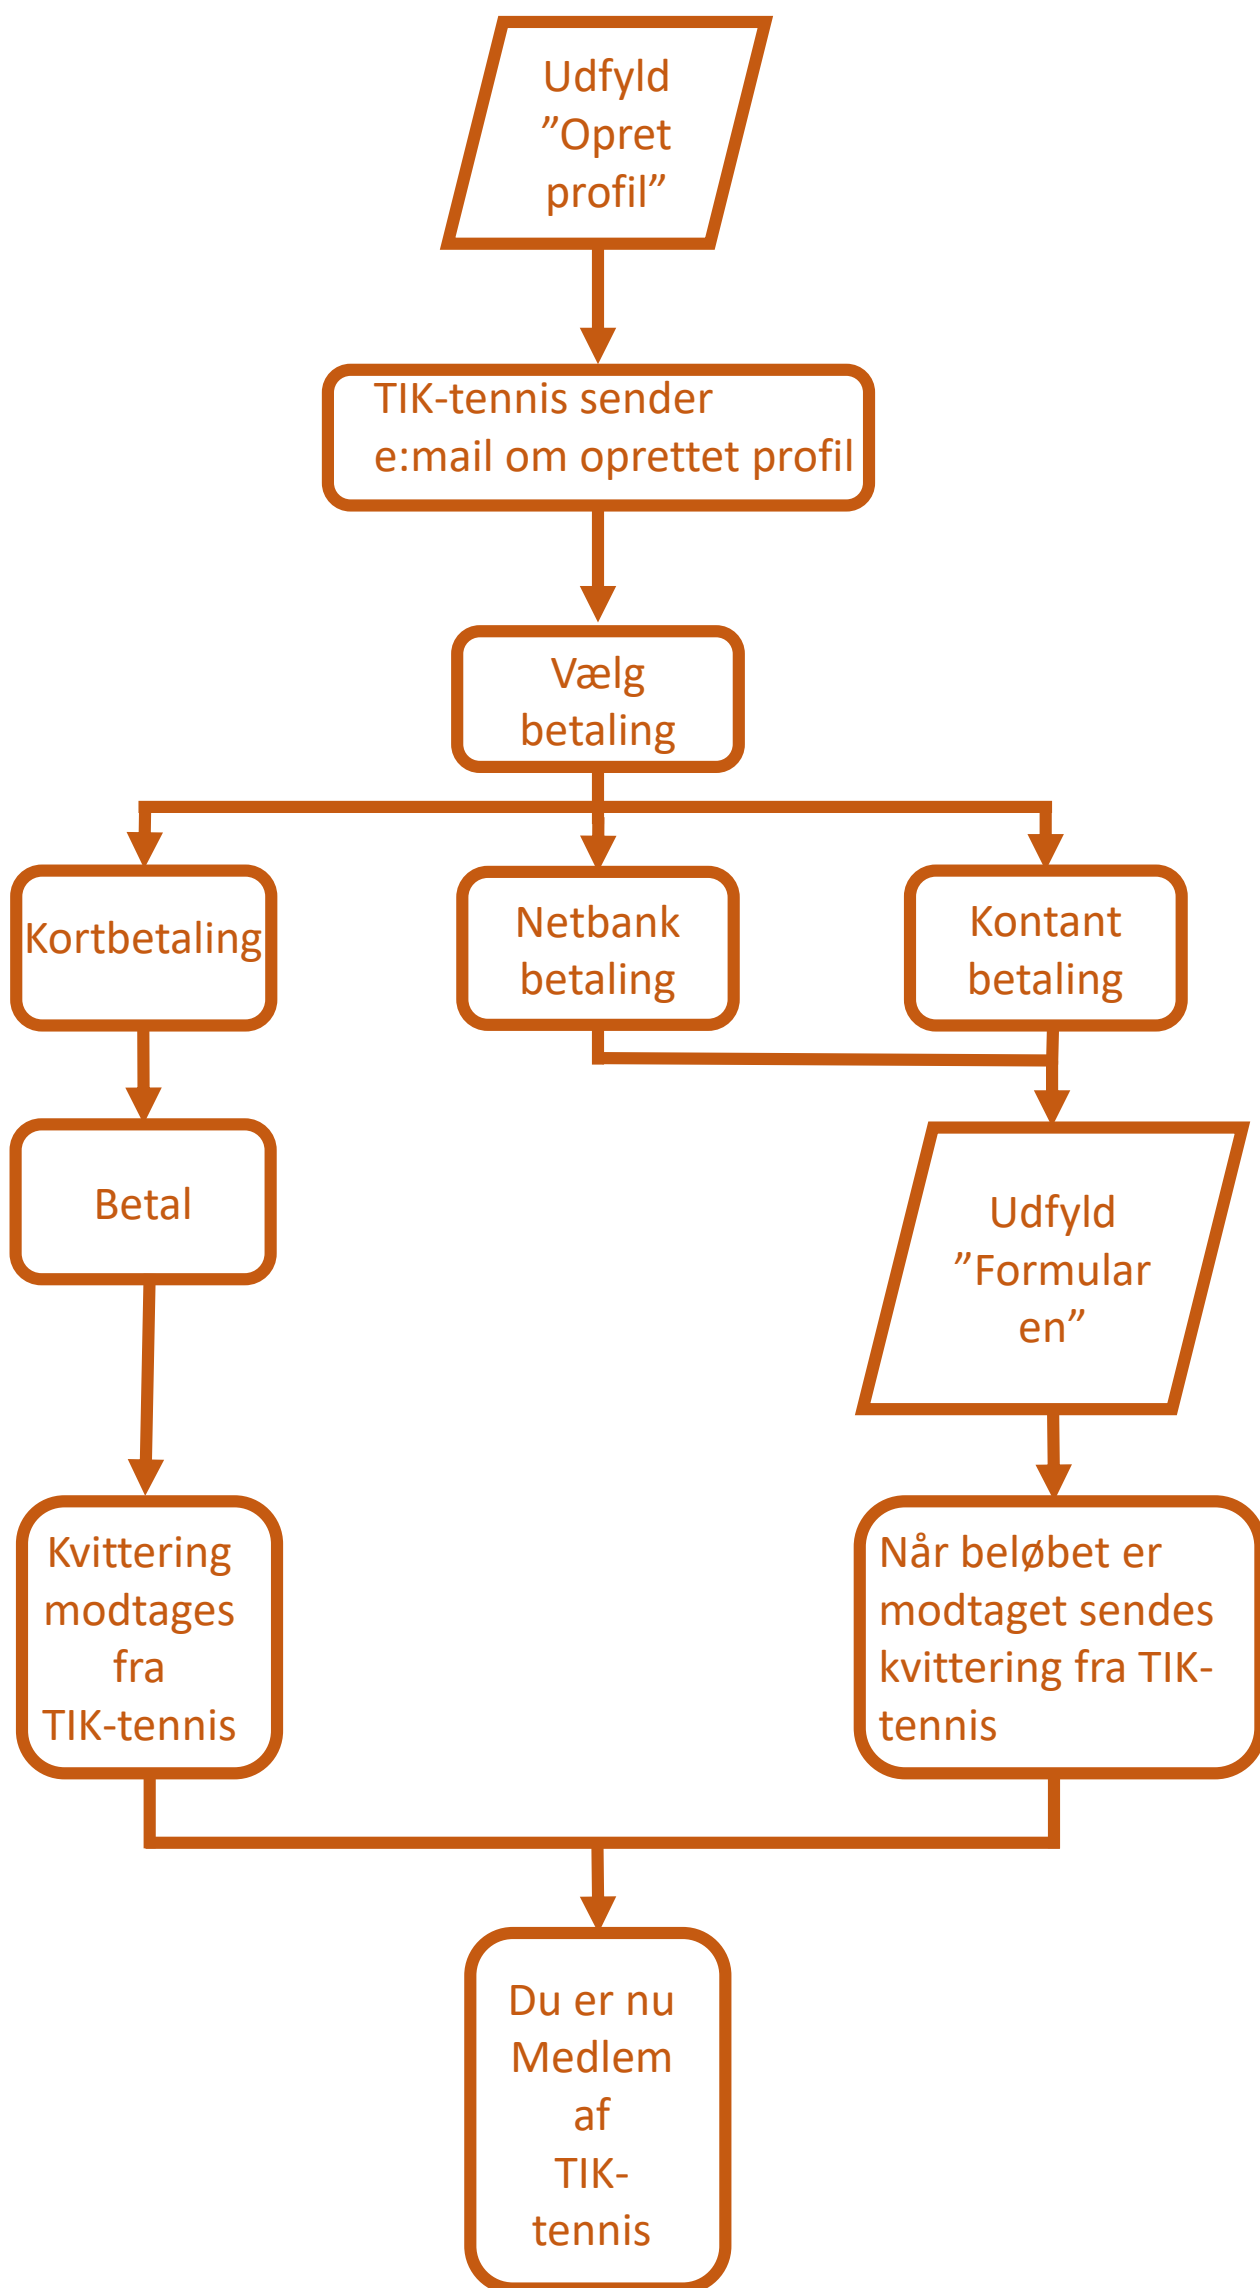 Udfyld
”Opret
profil”
TIK-tennis sender
e:mail om oprettet profil
Vælg
betaling
Kortbetaling
Netbank
betaling
Kontant
betaling
Betal
Udfyld
”Formular
en”
Kvittering
modtages
fra
TIK-tennis
Når beløbet er
modtaget sendes
kvittering fra TIK-
tennis
Du er nu
Medlem
af
TIK-
tennis